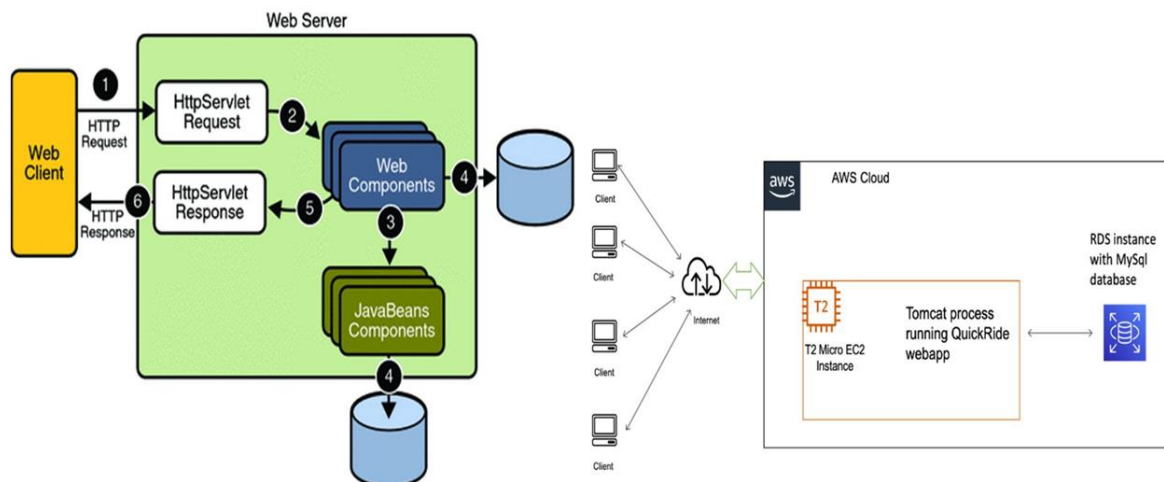 Web Server
1
HttpServlet
Request
2
HTTP
Request
Web
Client
Web
Components
4
HttpServlet
Response
5
6
HTTP
Response
3
JavaBeans
Components
4
Client
Client
Client
Client
Internet
aws
AWS Cloud
RDS instance
with MySql
database
T2
T2 Micro EC2
Instance
Tomcat process
running QuickRide
webapp